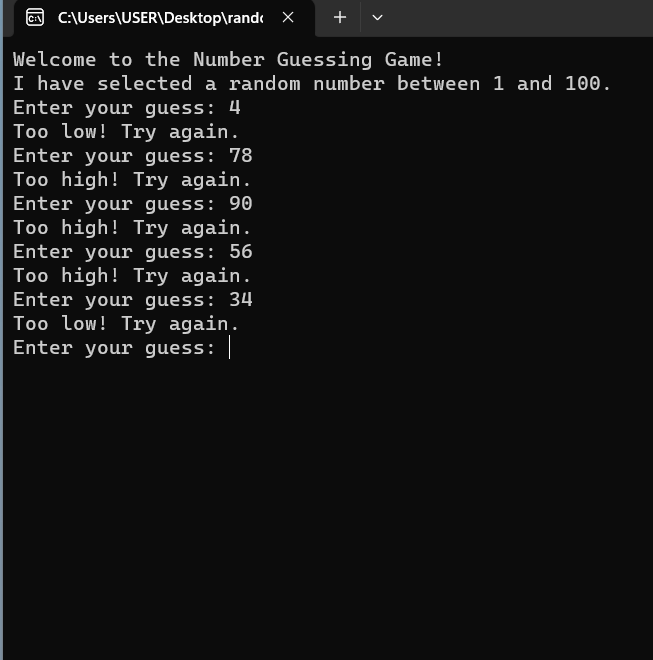 C:\Users\USER\Desktop\rando
Welcome to the Number Guessing Game!
I have selected a random number between 1 and 100.
Enter your guess: 4
Too low! Try again.
Enter your guess: 78
Too high! Try again.
Enter your guess: 90
Too high! Try again.
Enter your guess: 56
Too high! Try again.
Enter your guess: 34
Too low! Try again.
Enter your guess: